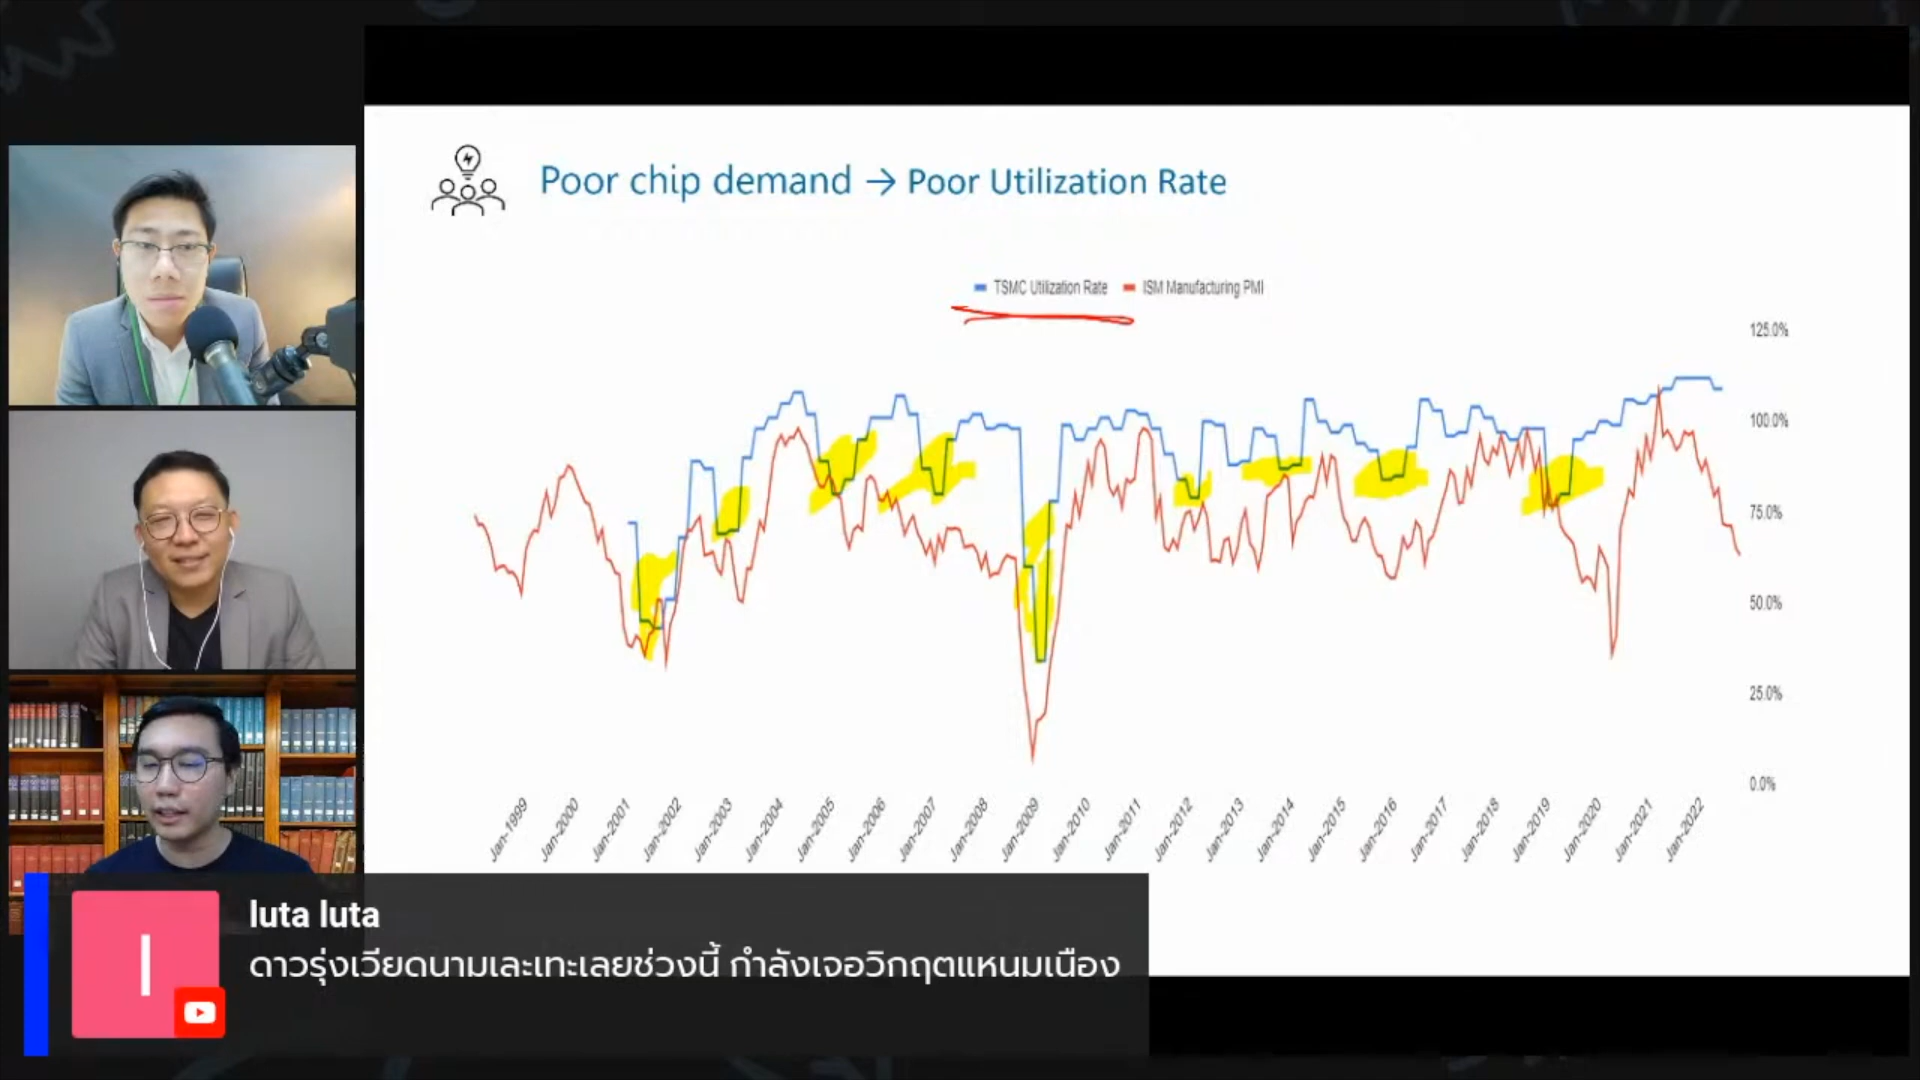 Poor chip demand → Poor Utilization Rate
TSMC Utilization Rate ISM Manufacturing PMI
125.0%
100.0%
75.0%
50.0%
25.0%
0.0%
Jan-1999 Jan-2000 Jan-2001 Jan-2002 Jan-2003 Jan-2004 Jan-2005 Jan-2006 Jan-2007 Jan-2008 Jan-2009 Jan-2010 Jan-2011 Jan-2012 Jan-2013 Jan-2014 Jan-2015 Jan-2016 Jan-2017 Jan-2018 Jan-2019 Jan-2020 Jan-2021 Jan-2022
l
luta luta
ดาวรุ่งเวียดนามเละเทะเลยช่วงนี้ กำลังเจอวิกฤตแหนมเนือง